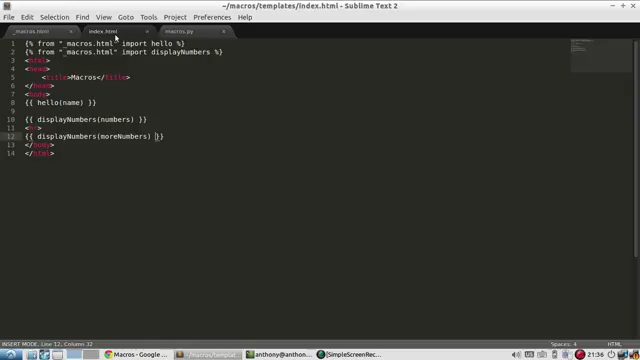 ~/macros/templates/index.html - Sublime Text 2
File Edit Selection Find View Goto Tools Project Preferences Help
_macros.html × index.html × macros.py ×
1 {% from "_macros.html" import hello %}
2 {% from "_macros.html" import displayNumbers %}
3 <html>
4 <head>
5 <title>Macros</title>
6 </head>
7 <body>
8 {{ hello(name) }}
9
10 {{ displayNumbers(numbers) }}
11 <hr>
12 {{ displayNumbers(moreNumbers) }}
13 </body>
14 </html>
INSERT MODE, Line 12, Column 32 Spaces: 4 HTML
Macros - Google ... ~/macros/templat... anthony@anthon... [SimpleScreenRec... 21:36